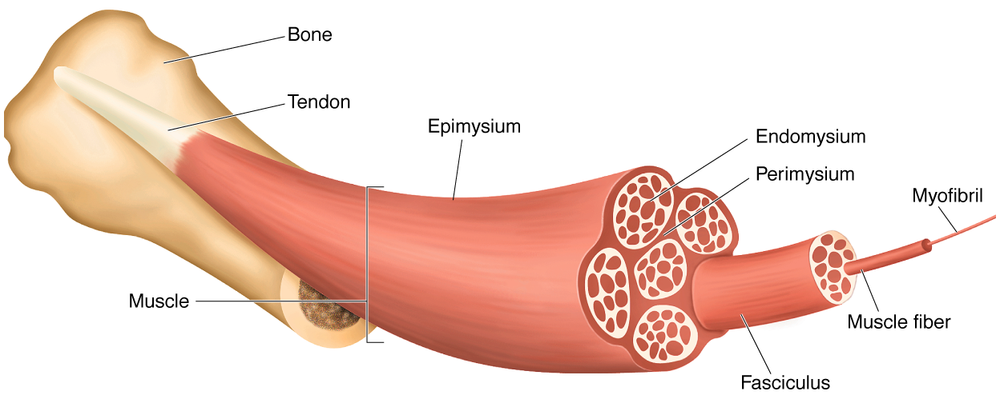 Bone
Tendon
Epimysium
Endomysium
Perimysium
Myofibril
Muscle
Muscle fiber
Fasciculus